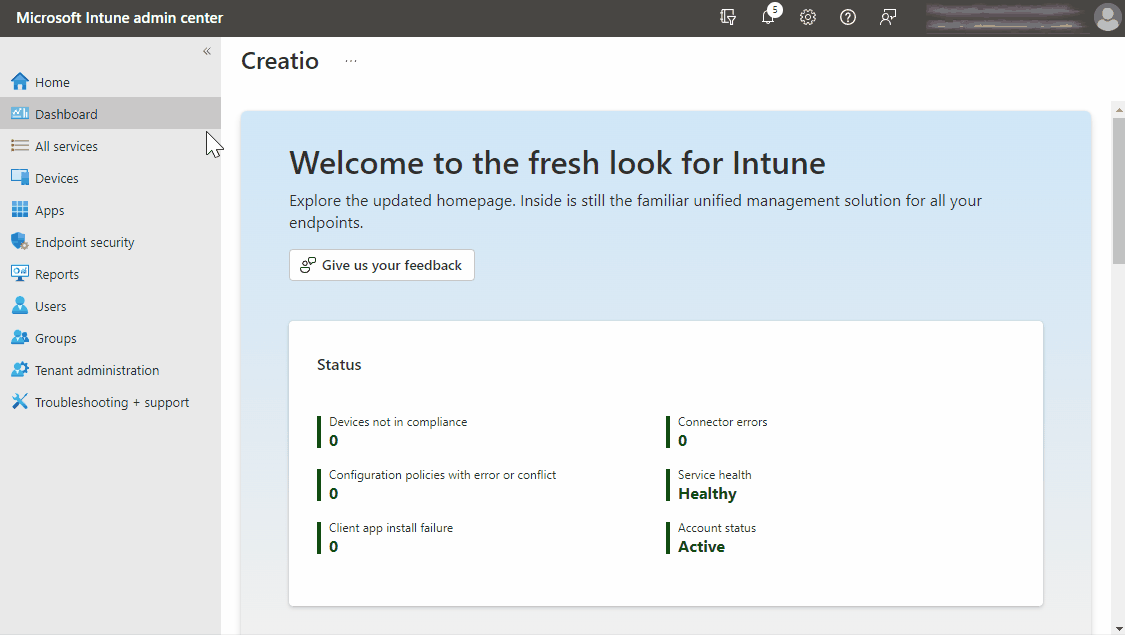 Microsoft Intune admin center
5
«
Creatio
...
Home
Dashboard
All services
Devices
Apps
Endpoint security
Reports
Users
Groups
Tenant administration
Troubleshooting + support
Welcome to the fresh look for Intune
Explore the updated homepage. Inside is still the familiar unified management solution for all your
endpoints.
Give us your feedback
Status
Devices not in compliance
0
Connector errors
0
Configuration policies with error or conflict
0
Service health
Healthy
Client app install failure
0
Account status
Active